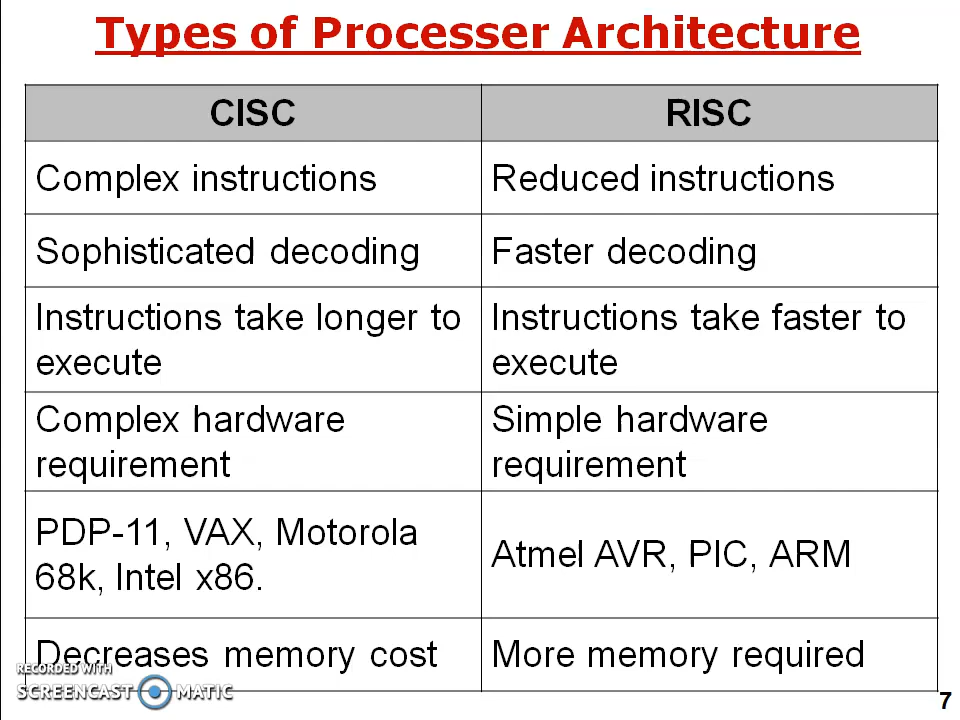 Types of Processer Architecture
CISC
RISC
Complex instructions
Reduced instructions
Sophisticated decoding
Faster decoding
Instructions take longer to
execute
Instructions take faster to
execute
Complex hardware
requirement
Simple hardware
requirement
PDP-11, VAX, Motorola
68k, Intel x86.
Atmel AVR, PIC, ARM
Decreases memory cost
More memory required
RECORDED WITH
SCREENCAST MATIC
7